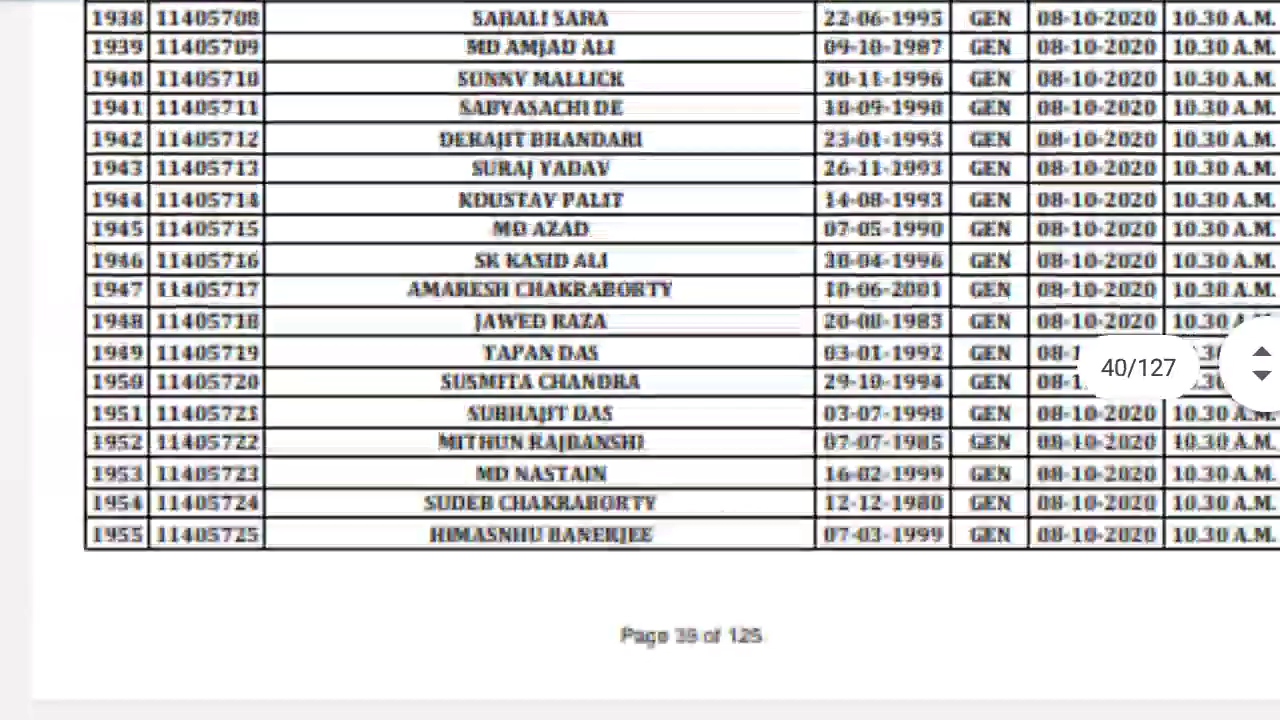 1938 11405708 SAHALI SARA 22-06-1995 GEN 08-10-2020 10.30 A.M.
1939 11405709 MD AMJAD ALI 09-10-1987 GEN 08-10-2020 10.30 A.M.
1940 11405710 SUNNY MALLICK 30-11-1996 GEN 08-10-2020 10.30 A.M.
1941 11405711 SABYASACHI DE 18-09-1990 GEN 08-10-2020 10.30 A.M.
1942 11405712 BHANDARI 23-01-1993 GEN 08-10-2020 10.30 A.M.
1943 11405713 SURAJ YADAV 26-11-1993 GEN 08-10-2020 10.30 A.M.
1944 11405714 KOUSTAV PALIT 14-08-1993 GEN 08-10-2020 10.30 A.M.
1945 11405715 MD AZAD 07-05-1990 GEN 08-10-2020 10.30 A.M.
1946 11405716 SK KASID ALI GEN 08-10-2020 10.30 A.M.
1947 11405717 AMARESH CHAKRABORTY 10-06-2001 GEN 08-10-2020 10.30 A.M.
1948 11405718 JAWED RAZA 20-08-1983 GEN 08-10-2020 10.30
1949 11405719 TAPAN DAS 03-01-1992 GEN
40/127
1950 11405720 SUSMITA CHANDRA 29-10-1994 GEN
1951 11405721 SUBHAJIT DAS 03-07-1998 GEN 08-10-2020 10.30 A.M.
1952 11405722 MITHUN RAJBANSHI 07-07-1985 GEN 08-10-2020 10.30 A.M.
1953 11405723 MD NASTAIN 16-02-1999 GEN 08-10-2020 10.30 A.M.
1954 11405724 SUDEB CHAKRABORTY 12-12-1980 GEN 08-10-2020 10.30 A.M.
1955 11405725 HIMASNHU BANERJEE 07-03-1999 GEN 08-10-2020 10.30 A.M.
Page 39 of 125